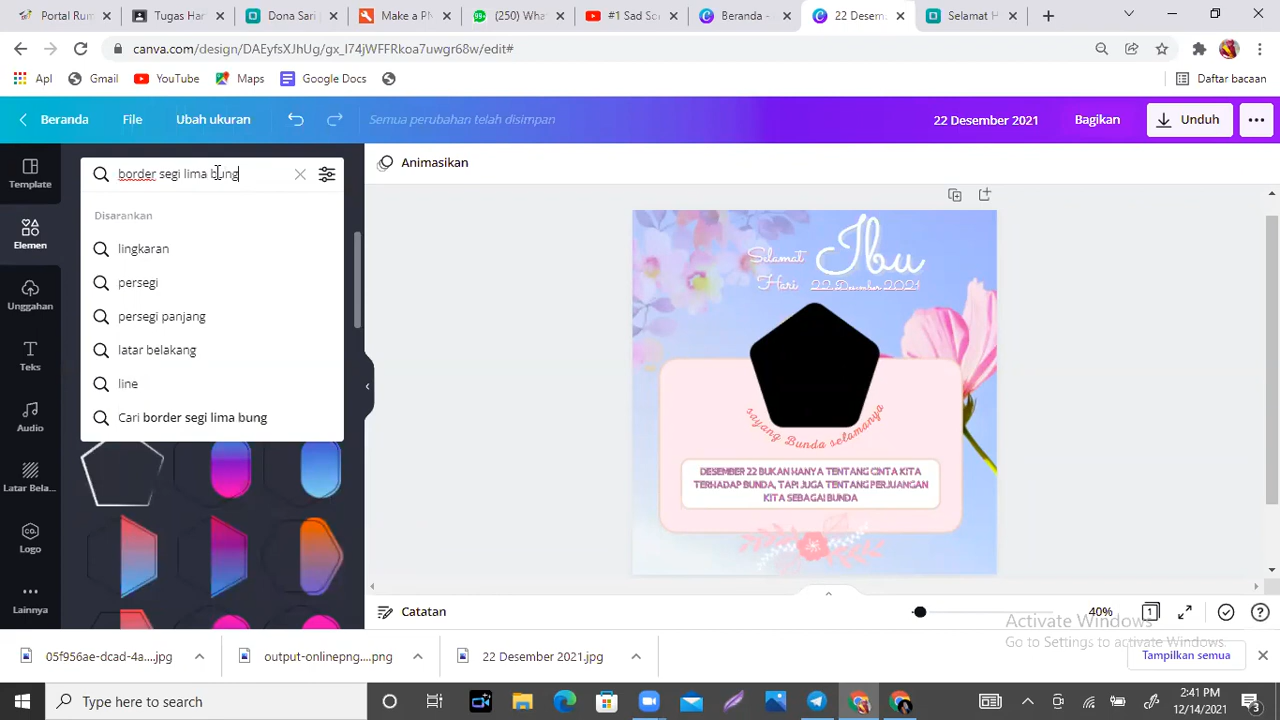 Portal Rum
Tugas Har
Dona Sari
Make a Ph
(250) What
#1 Sad So
Beranda -
22 Desem
Selamat H
canva.com/design/DAEyfsXJhUg/gx_l74jWFFRkoa7uwgr68w/edit#
Apl
Gmail
YouTube
Maps
Google Docs
Daftar bacaan
Beranda
File
Ubah ukuran
Semua perubahan telah disimpan
22 Desember 2021
Bagikan
Unduh
Template
Elemen
Unggahan
Teks
Audio
Latar Bela...
Logo
Lainnya
border segi lima bung
Disarankan
lingkaran
persegi
persegi panjang
latar belakang
line
Cari border segi lima bung
Animasikan
Selamat Ibu
Hari 22 Desember 2021
sayang Bunda selamanya
DESEMBER 22 BUKAN HANYA TENTANG CINTA KITA
TERHADAP BUNDA, TAPI JUGA TENTANG PERJUANGAN
KITA SEBAGAI BUNDA
Catatan
40%
1
Activate Windows
Go to Settings to activate Windows.
05f956ae-dcad-4a....jpg
output-onlinepng....png
22 Desember 2021.jpg
Tampilkan semua
Type here to search
2:41 PM
12/14/2021
3